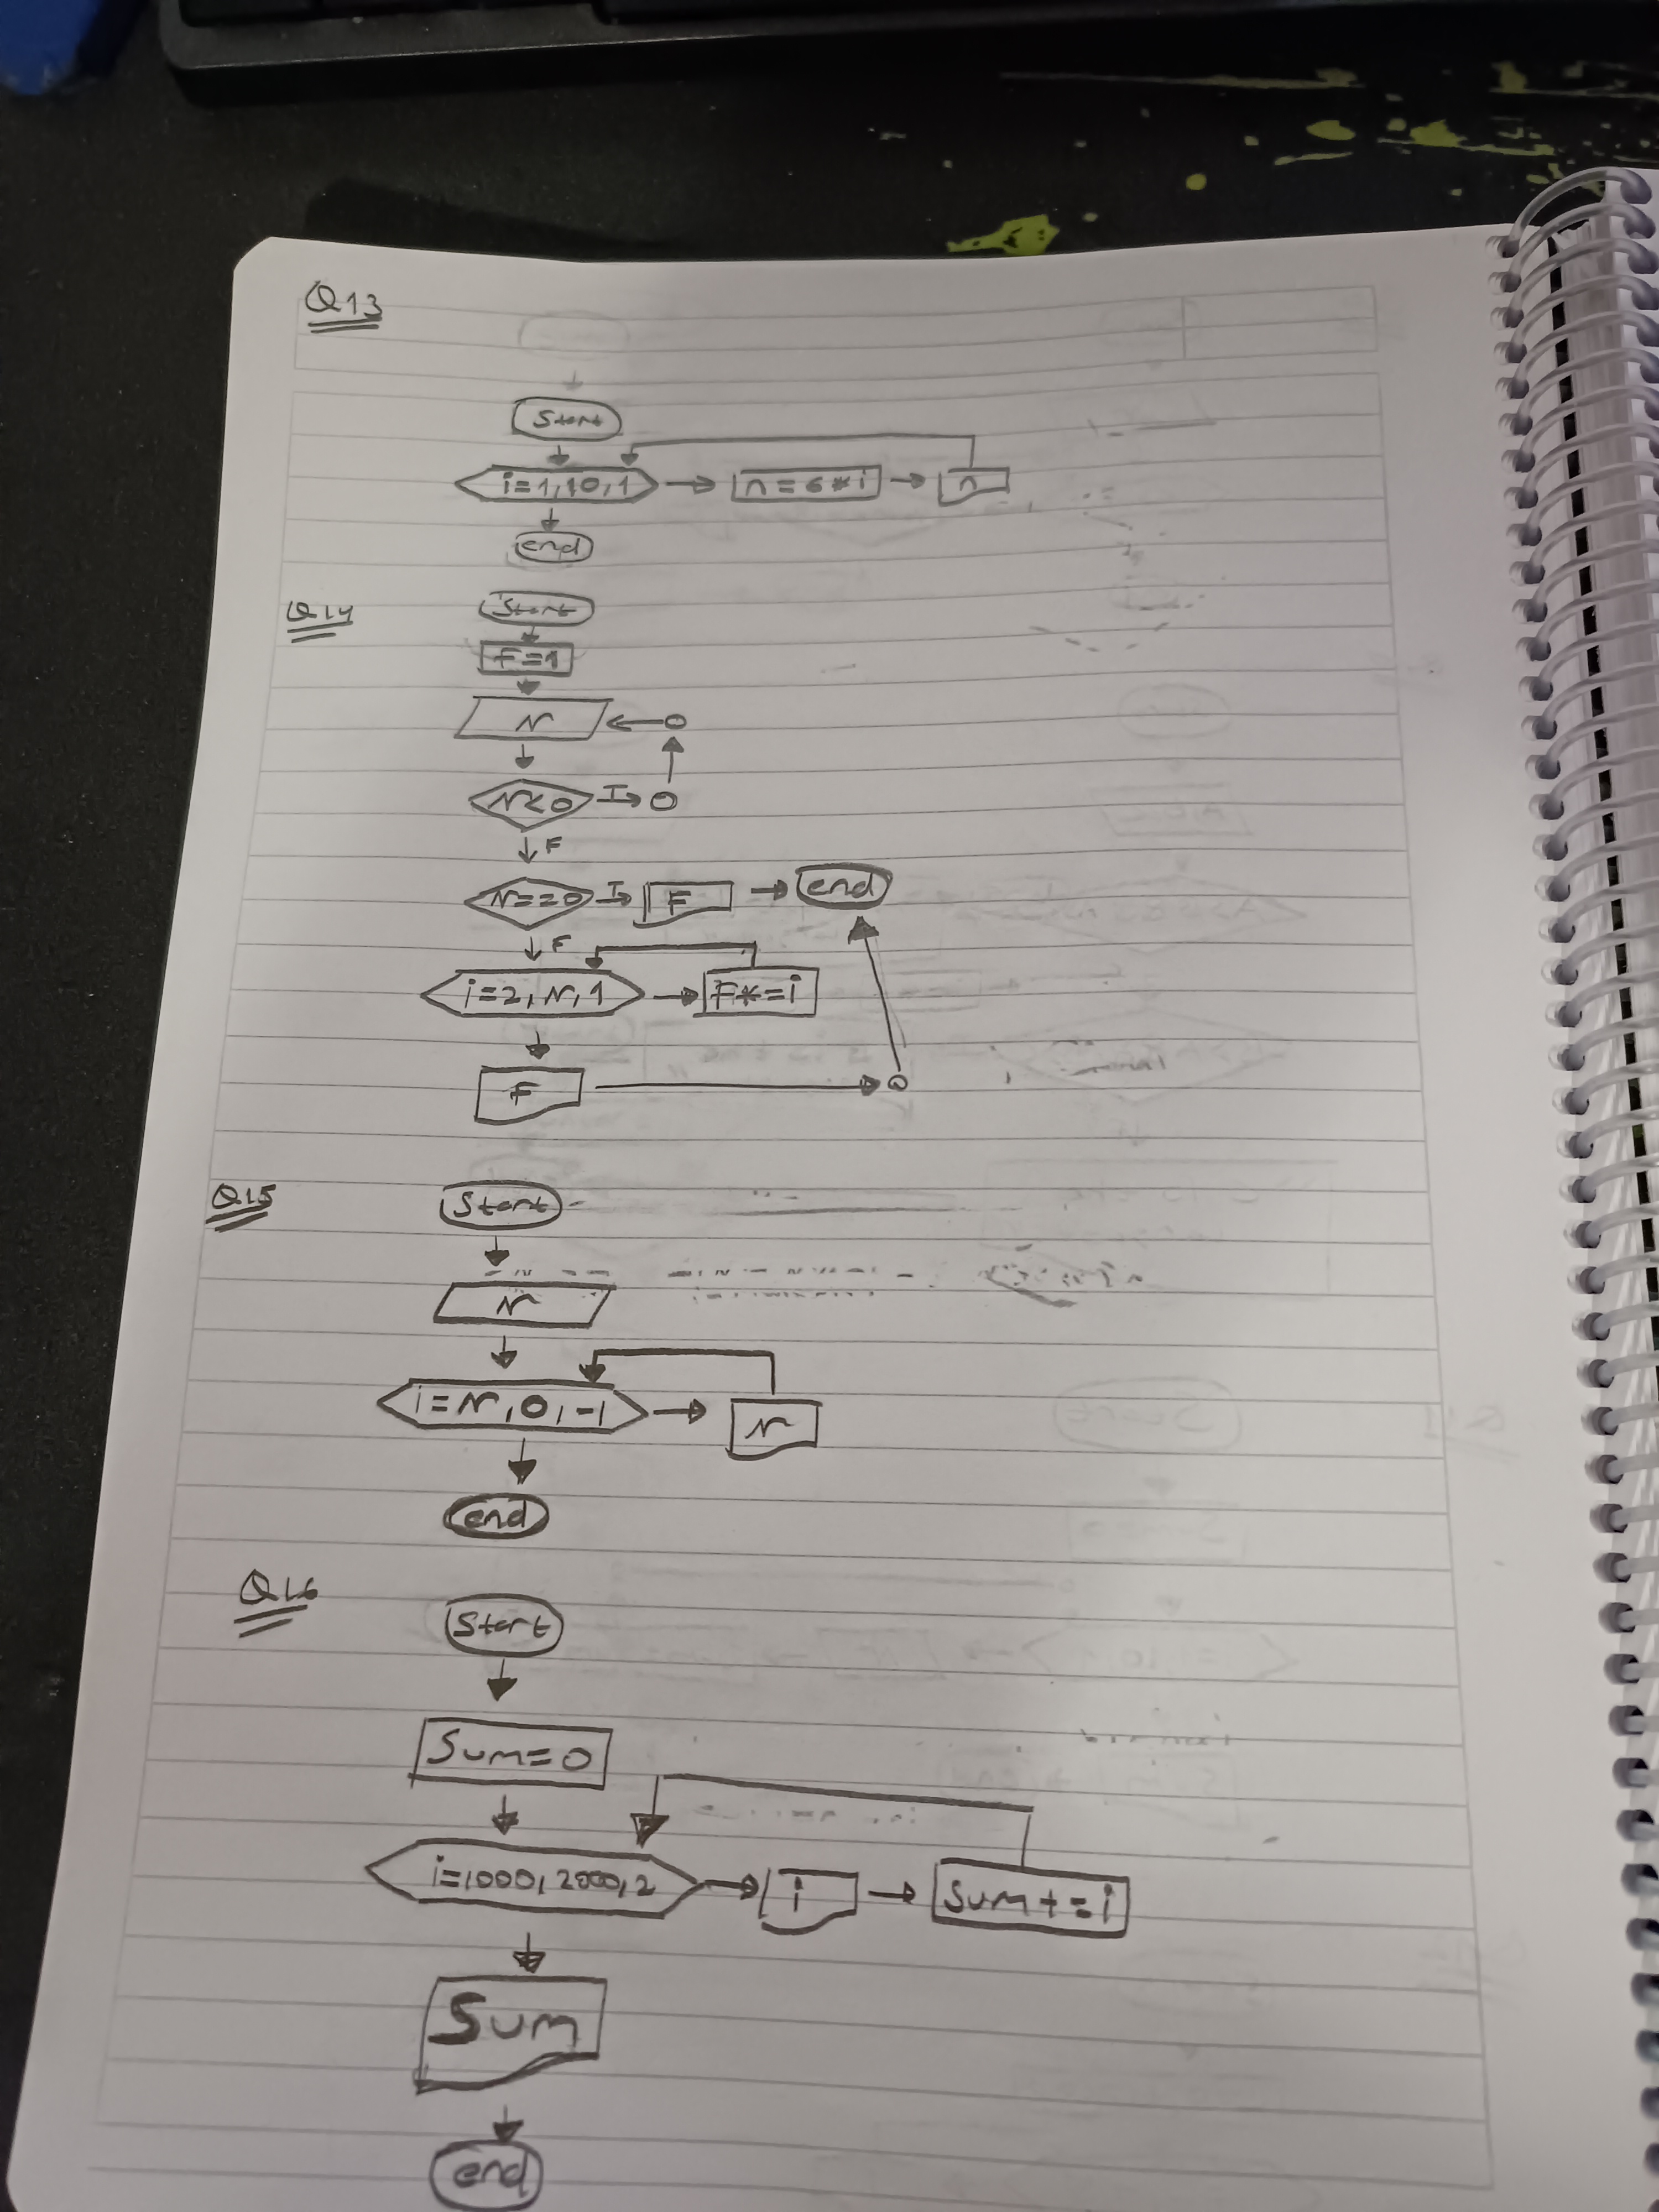 Q13
Start
i=1,10,1 n=6*i n
end
Q14
Start
F=1
N
N<0 T
F
N==0 T F end
F
i=2,N,1 F*=i
F
Q15
Start
N
i=N,0,-1 N
end
Q16
Start
Sum=0
i=1000,2000,2 i Sum+=i
Sum
end